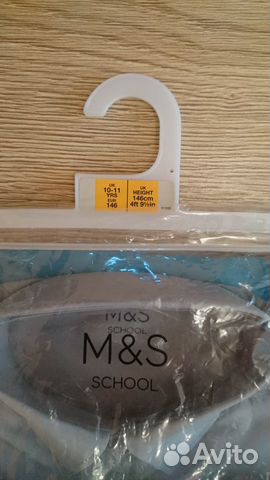 UK
10-11
YRS
EUR
146
UK
HEIGHT
146cm
4ft 9½in
M&S
SCHOOL
M&S
SCHOOL
Avito